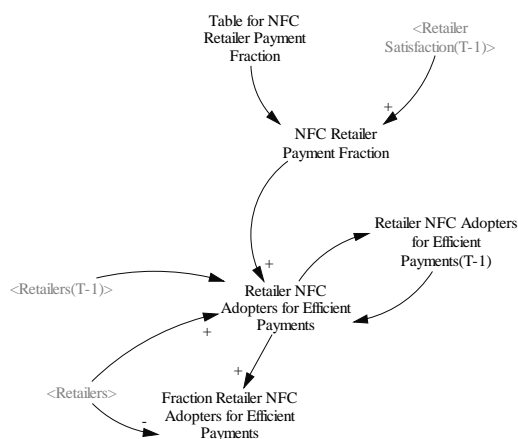 Table for NFC
Retailer Payment
Fraction
<Retailer
Satisfaction(T-1)>
+
NFC Retailer
Payment Fraction
Retailer NFC Adopters
for Efficient
Payments(T-1)
+
<Retailers(T-1)>
Retailer NFC
Adopters for Efficient
Payments
+
+
<Retailers>
Fraction Retailer NFC
Adopters for Efficient
Payments
-